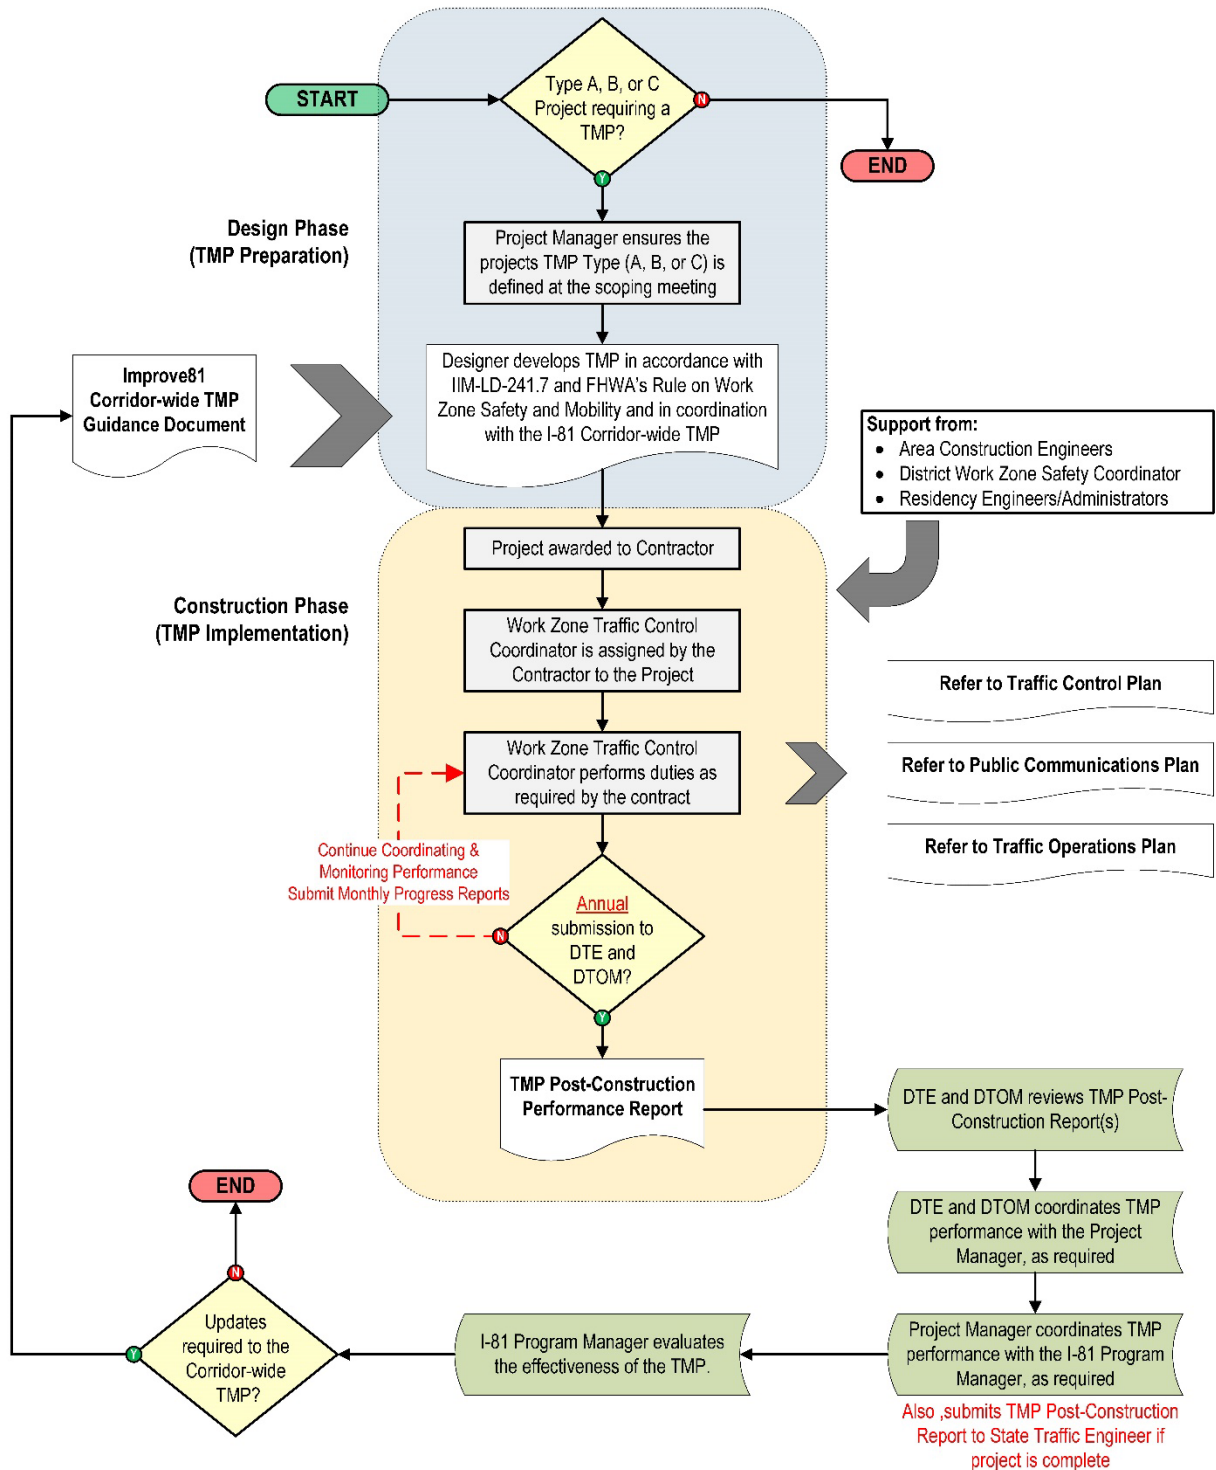 START
Type A, B, or C
Project requiring a
TMP?
N
END
Y
Design Phase
(TMP Preparation)
Project Manager ensures the
projects TMP Type (A, B, or C) is
defined at the scoping meeting
Improve81
Corridor-wide TMP
Guidance Document
Designer develops TMP in accordance with
IIM-LD-241.7 and FHWA's Rule on Work
Zone Safety and Mobility and in coordination
with the I-81 Corridor-wide TMP
Support from:
• Area Construction Engineers
• District Work Zone Safety Coordinator
• Residency Engineers/Administrators
Project awarded to Contractor
Construction Phase
(TMP Implementation)
Work Zone Traffic Control
Coordinator is assigned by the
Contractor to the Project
Refer to Traffic Control Plan
Work Zone Traffic Control
Coordinator performs duties as
required by the contract
Refer to Public Communications Plan
Refer to Traffic Operations Plan
Continue Coordinating &
Monitoring Performance
Submit Monthly Progress Reports
Annual
submission to
DTE and
DTOM?
N
Y
TMP Post-Construction
Performance Report
DTE and DTOM reviews TMP Post-
Construction Report(s)
DTE and DTOM coordinates TMP
performance with the Project
Manager, as required
Project Manager coordinates TMP
performance with the I-81 Program
Manager, as required
Also ,submits TMP Post-Construction
Report to State Traffic Engineer if
project is complete
I-81 Program Manager evaluates
the effectiveness of the TMP.
END
N
Updates
required to the
Corridor-wide
TMP?
Y